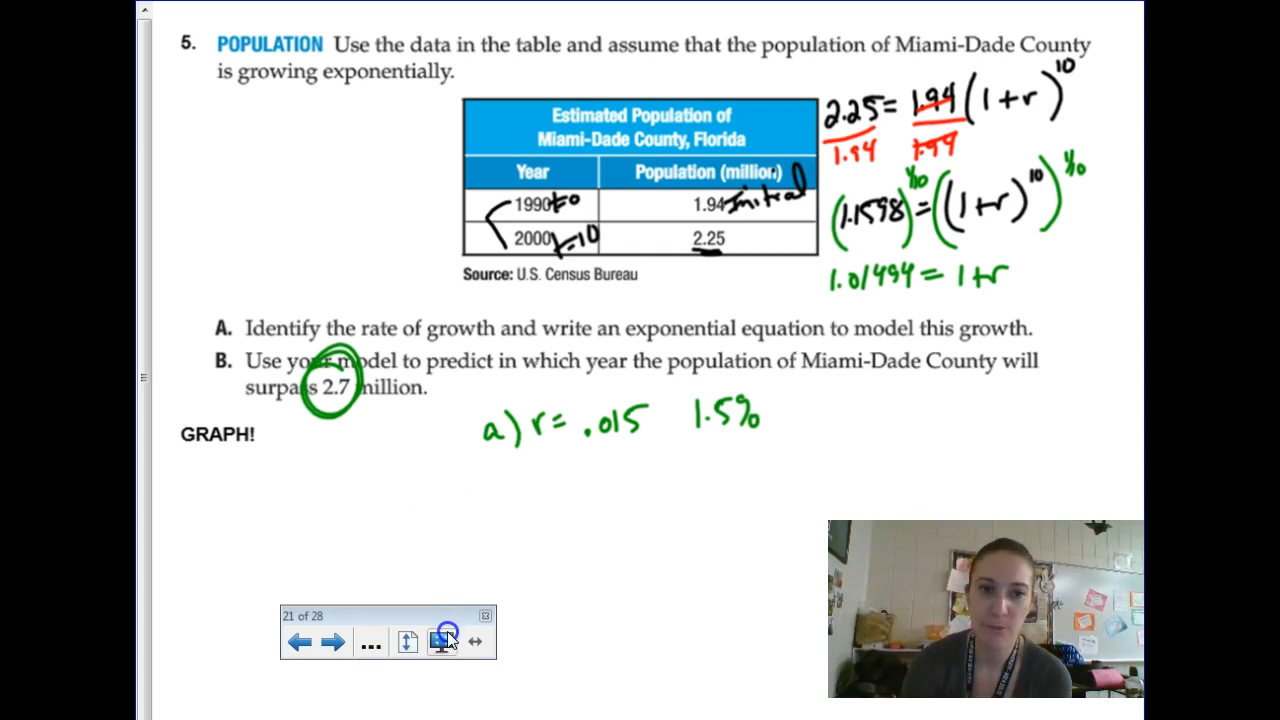 5. POPULATION Use the data in the table and assume that the population of Miami-Dade County
is growing exponentially.
Estimated Population of
Miami-Dade County, Florida
Year Population (million)
1990 t=0 1.94 Initial
2000 t=10 2.25
Source: U.S. Census Bureau
2.25 = 1.94 (1+r)^10
1.94 1.94
(1.1598)^1/10 = ((1+r)^10)^1/10
1.01494 = 1+r
A. Identify the rate of growth and write an exponential equation to model this growth.
B. Use your model to predict in which year the population of Miami-Dade County will
surpass 2.7 million.
a) r = .015 1.5%
GRAPH!
21 of 28
...